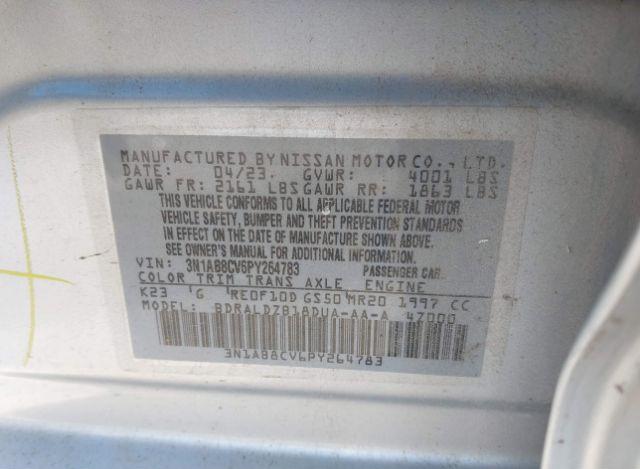 MANUFACTURED BY NISSAN MOTOR CO., LTD.
DATE: 04/23 GVWR: 4001 LBS
GAWR FR: 2161 LBS GAWR RR: 1863 LBS
THIS VEHICLE CONFORMS TO ALL APPLICABLE FEDERAL MOTOR
VEHICLE SAFETY, BUMPER AND THEFT PREVENTION STANDARDS
IN EFFECT ON THE DATE OF MANUFACTURE SHOWN ABOVE.
SEE OWNER'S MANUAL FOR ADDITIONAL INFORMATION.
VIN: 3N1AB8CV6PY264783 PASSENGER CAR
COLOR TRIM TRANS AXLE ENGINE
K23 G RE0F10D GS50 MR20 1997 CC
MODEL: BDRALDZB18DUA-AA-A 47000
3N1AB8CV6PY264783